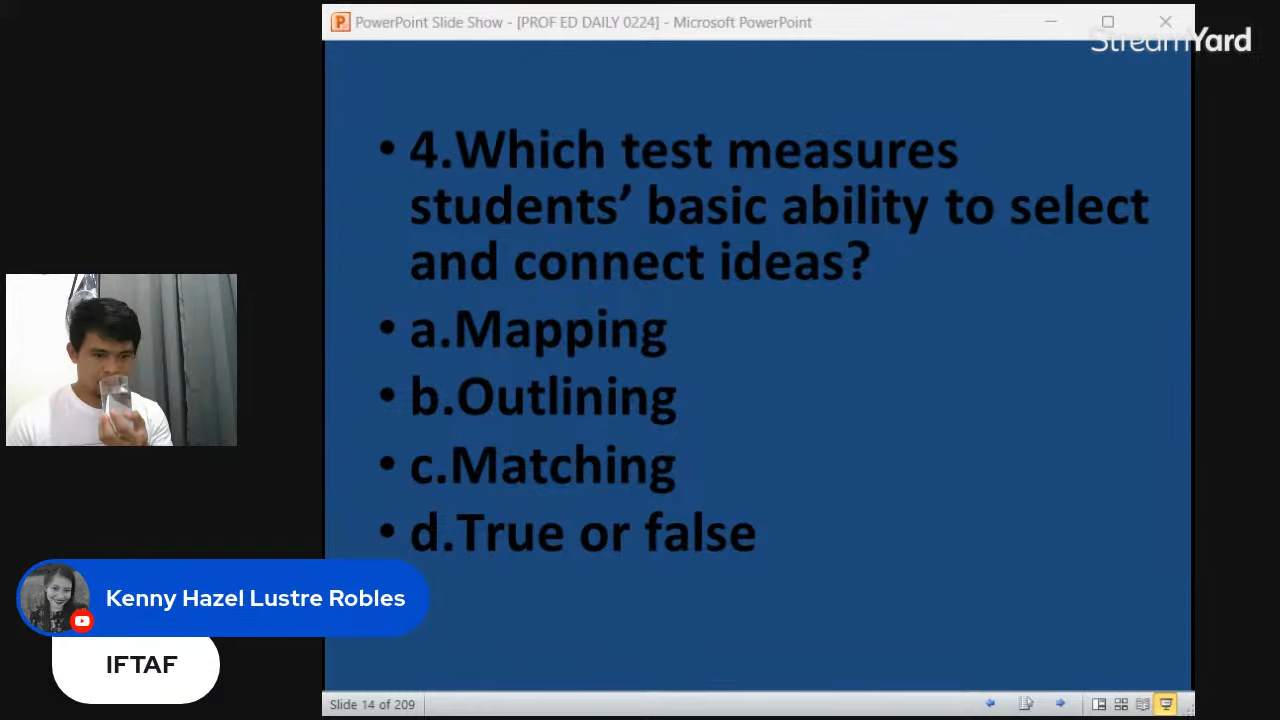 PowerPoint Slide Show - [PROF ED DAILY 0224] - Microsoft PowerPoint
StreamYard
• 4.Which test measures
students’ basic ability to select
and connect ideas?
• a.Mapping
• b.Outlining
• c.Matching
• d.True or false
Kenny Hazel Lustre Robles
IFTAF
Slide 14 of 209